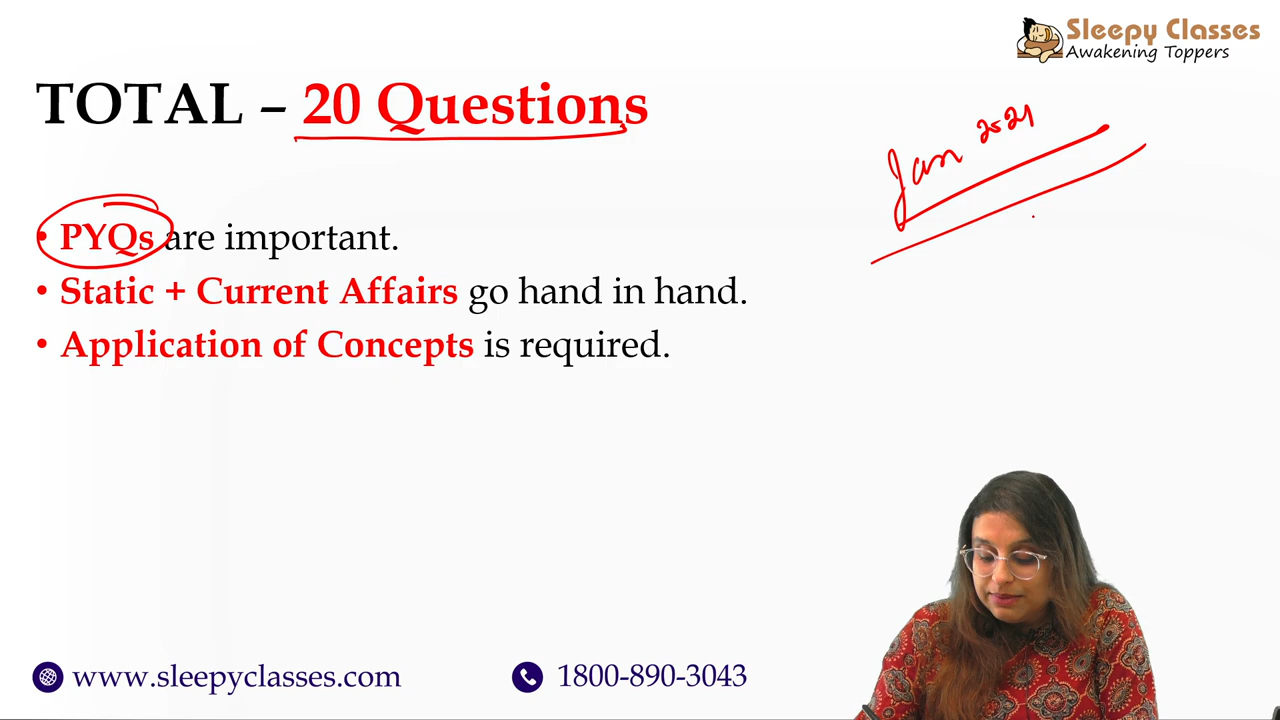 Sleepy Classes
Awakening Toppers
TOTAL – 20 Questions
Jan 2021
• PYQs are important.
• Static + Current Affairs go hand in hand.
• Application of Concepts is required.
www.sleepyclasses.com
1800-890-3043